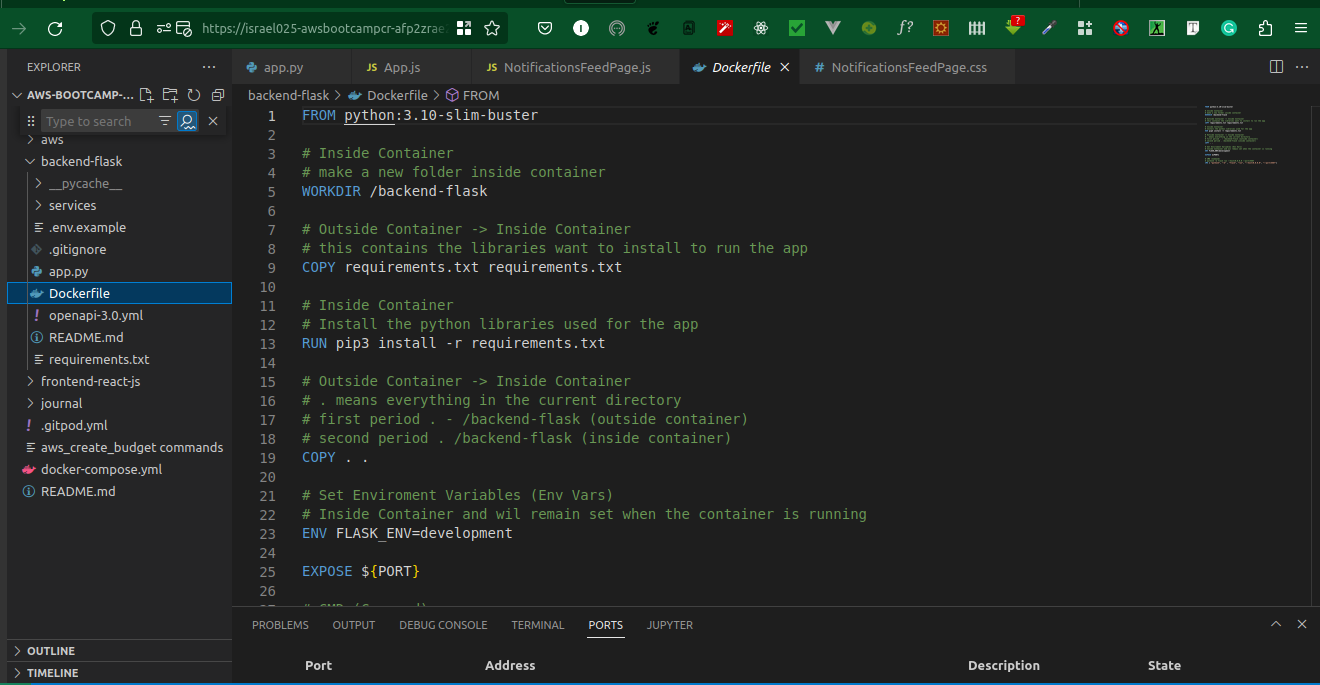 https://israel025-awsbootcampcr-afp2zrae
EXPLORER
AWS-BOOTCAMP-...
Type to search
aws
backend-flask
__pycache__
services
.env.example
.gitignore
app.py
Dockerfile
openapi-3.0.yml
README.md
requirements.txt
frontend-react-js
journal
.gitpod.yml
aws_create_budget commands
docker-compose.yml
README.md
OUTLINE
TIMELINE
app.py
JS App.js
JS NotificationsFeedPage.js
Dockerfile
# NotificationsFeedPage.css
backend-flask > Dockerfile > FROM
1 FROM python:3.10-slim-buster
2
3 # Inside Container
4 # make a new folder inside container
5 WORKDIR /backend-flask
6
7 # Outside Container -> Inside Container
8 # this contains the libraries want to install to run the app
9 COPY requirements.txt requirements.txt
10
11 # Inside Container
12 # Install the python libraries used for the app
13 RUN pip3 install -r requirements.txt
14
15 # Outside Container -> Inside Container
16 # . means everything in the current directory
17 # first period . - /backend-flask (outside container)
18 # second period . /backend-flask (inside container)
19 COPY . .
20
21 # Set Enviroment Variables (Env Vars)
22 # Inside Container and wil remain set when the container is running
23 ENV FLASK_ENV=development
24
25 EXPOSE ${PORT}
26
PROBLEMS OUTPUT DEBUG CONSOLE TERMINAL PORTS JUPYTER
Port Address Description State